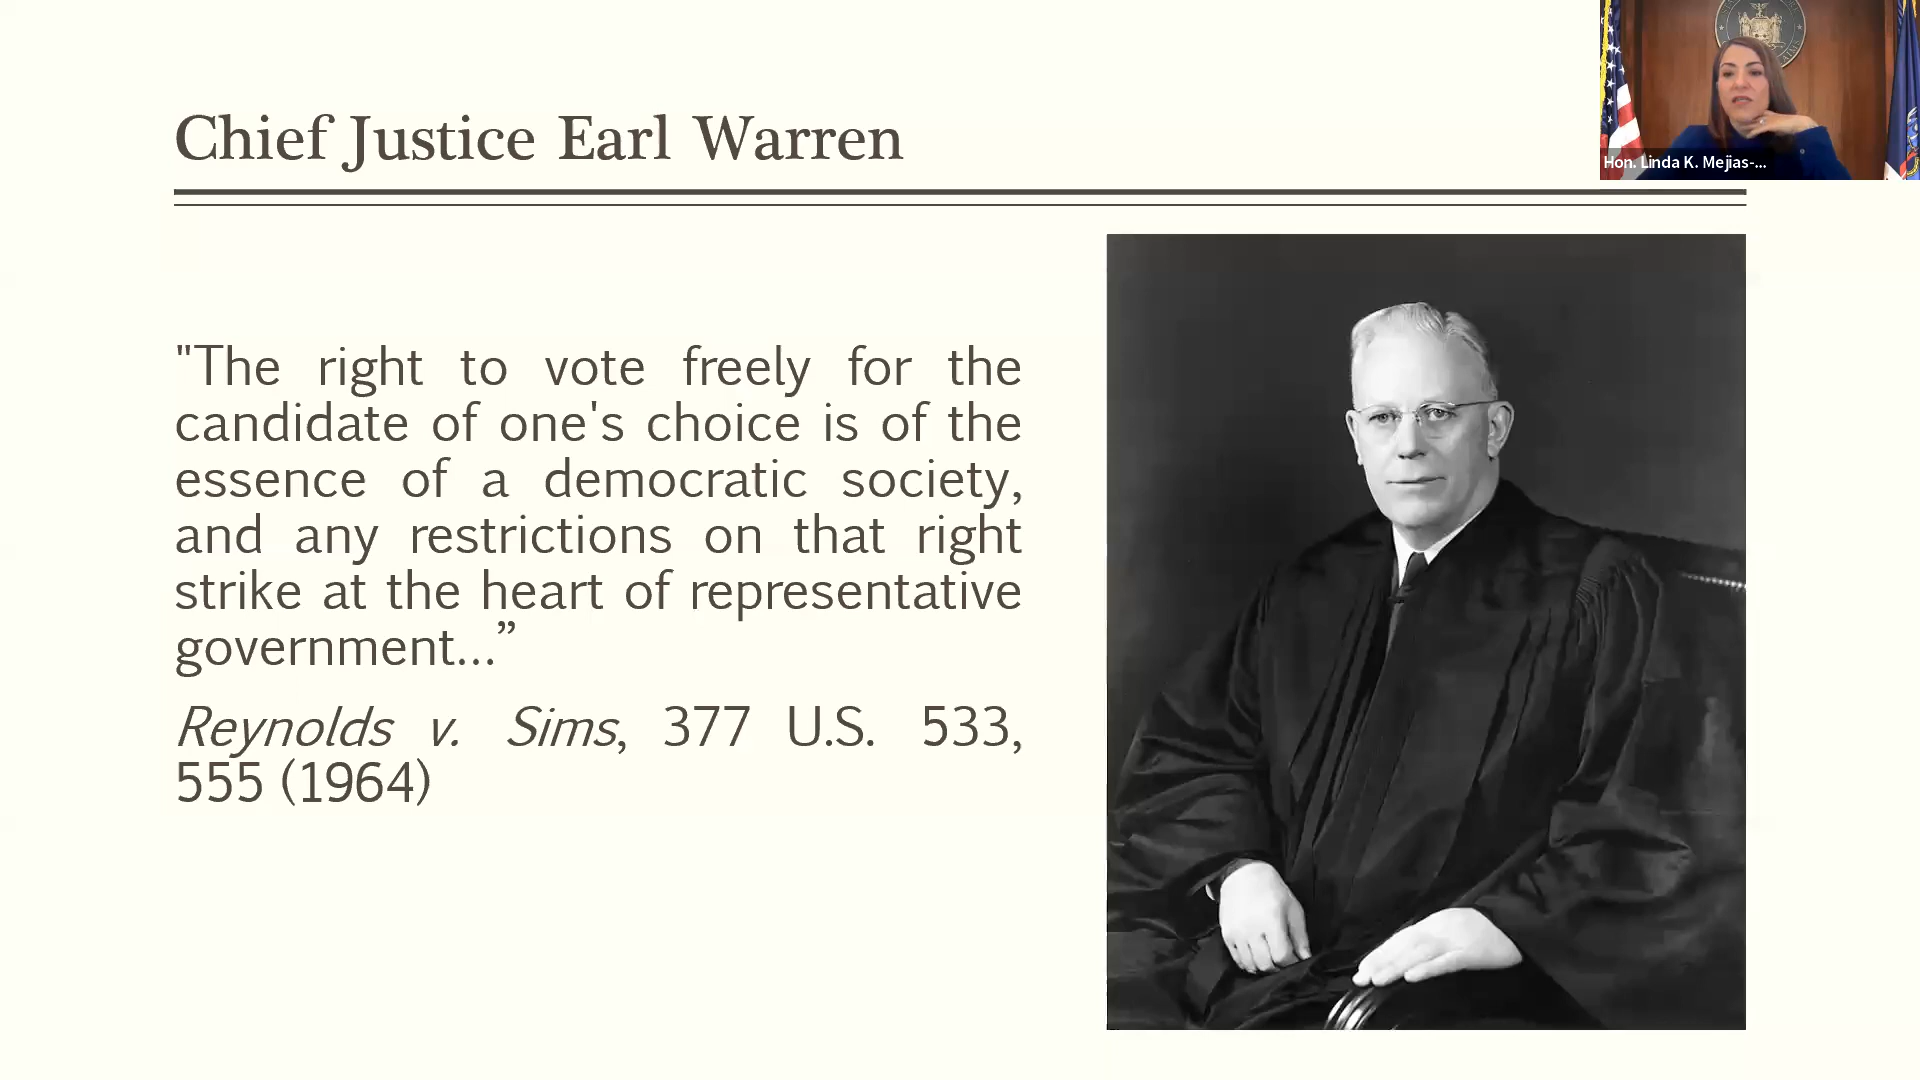 Chief Justice Earl Warren
Hon. Linda K. Mejias-...
"The right to vote freely for the
candidate of one's choice is of the
essence of a democratic society,
and any restrictions on that right
strike at the heart of representative
government...”
Reynolds v. Sims, 377 U.S. 533,
555 (1964)